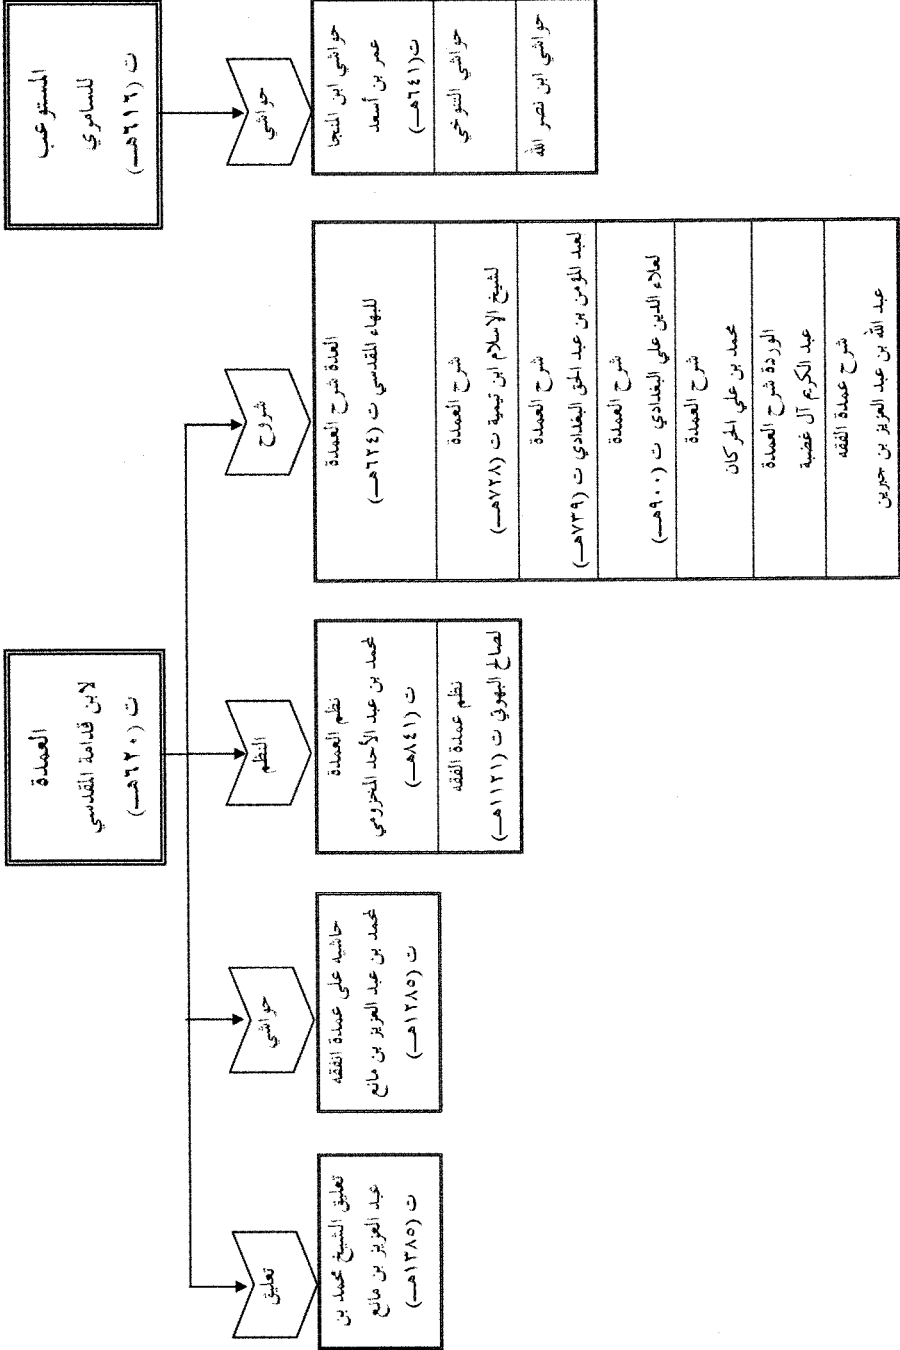 المستوعب
للسامري
ت (٦١٦هـ)
حواشي
حواشي ابن المنجا
عمر بن أسعد
ت (٦٤١هـ)
حواشي التنوخي
حواشي ابن نصر الله
العمدة
لابن قدامة المقدسي
ت (٦٢٠هـ)
شروح
العدة شرح العمدة
للبهاء المقدسي ت (٦٢٤هـ)
شرح العمدة
لشيخ الإسلام ابن تيمية ت (٧٢٨هـ)
شرح العمدة
لعبد المؤمن بن عبد الحق البغدادي ت (٧٣٩هـ)
شرح العمدة
لعلاء الدين علي البغدادي ت (٩٠٠هـ)
شرح العمدة
محمد بن علي الحركان
الوردة شرح العمدة
عبد الكريم آل غضية
شرح عمدة الفقه
عبد الله بن عبد العزيز بن جبرين
النظم
نظم العمدة
لمحمد بن عبد الأحد المخزومي
ت (٨٤١هـ)
نظم عمدة الفقه
لصالح البهوتي ت (١١٢١هـ)
حواشي
حاشية على عمدة الفقه
لمحمد بن عبد العزيز بن مانع
ت (١٢٨٥هـ)
تعليق
تعليق الشيخ محمد بن
عبد العزيز بن مانع
ت (١٣٨٥هـ)